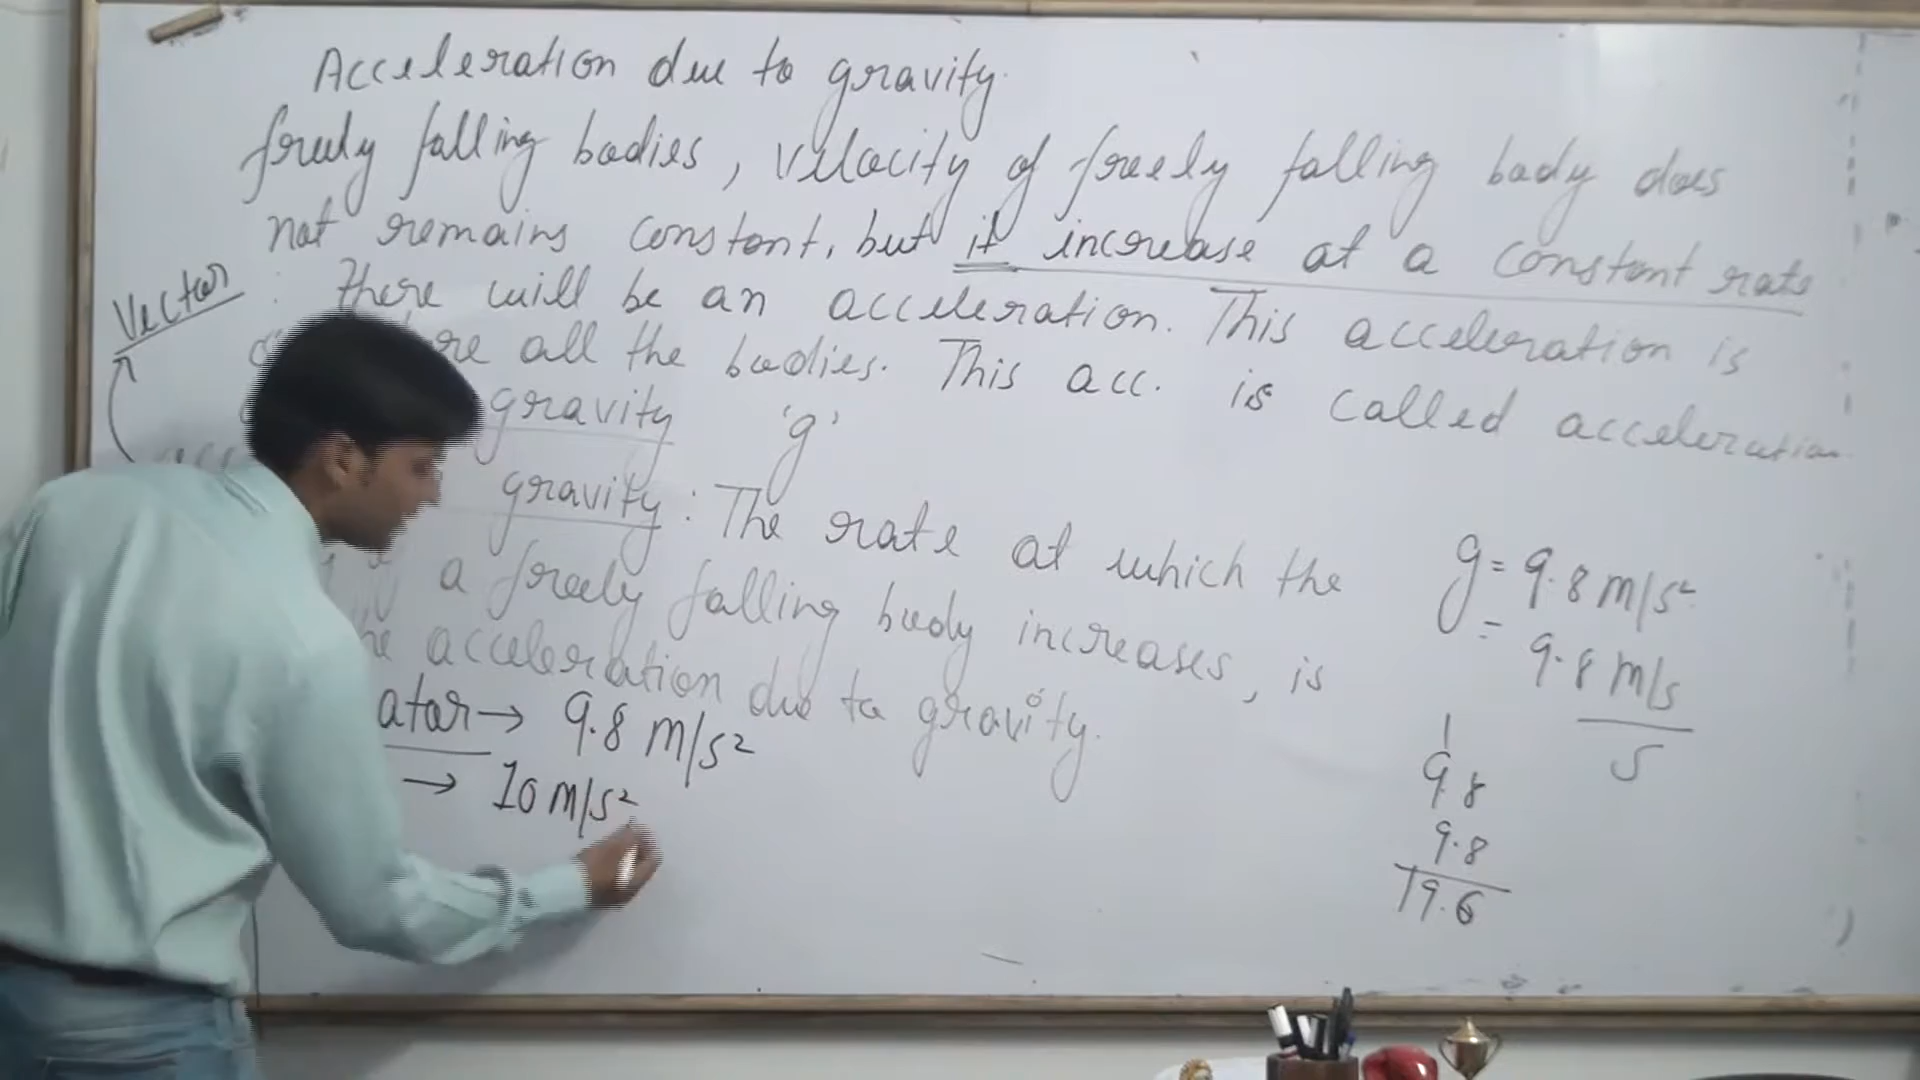 Acceleration due to gravity.
freely falling bodies, velocity of freely falling body does
not remains constant, but it increase at a constant rate
Vector
: There will be an acceleration. This acceleration is
all the bodies. This acc. is called acceleration
gravity 'g'
gravity : The rate at which the
a freely falling body increases, is
acceleration due to gravity.
ator → 9.8 m/s²
→ 10 m/s²
g = 9.8 m/s²
= 9.8 m/s
s
1
9.8
9.8
19.6